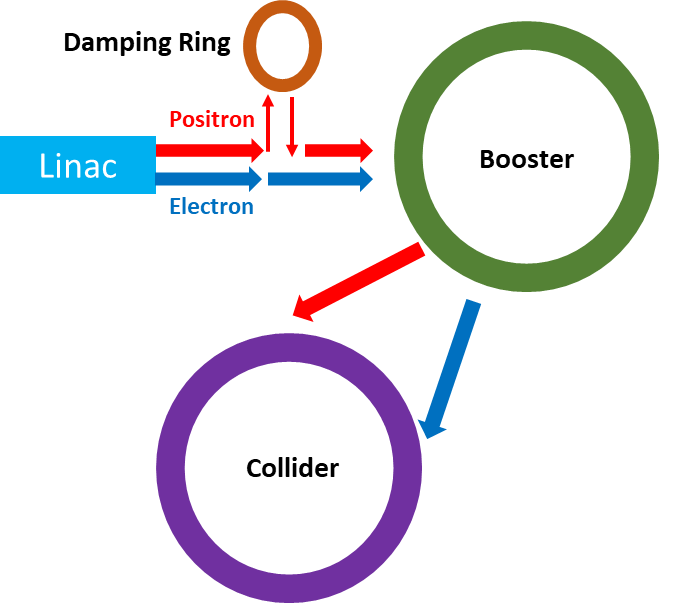 Damping Ring
Positron
Linac
Electron
Booster
Collider